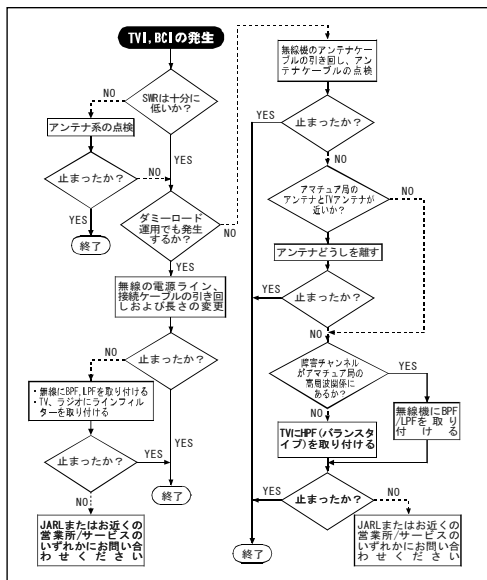 TVI, BCIの発生
SWRは十分に
低いか？
NO
YES
アンテナ系の点検
止まったか？
NO
YES
終了
ダミーロード
運用でも発生
するか？
NO
YES
無線の電源ライン、
接続ケーブルの引き回
しおよび長さの変更
止まったか？
NO
YES
・無線にBPF, LPFを取り付ける
・TV、ラジオにラインフィル
ターを取り付ける
止まったか？
YES
終了
NO
JARLまたはお近くの
営業所/サービスの
いずれかにお問い合
わせください
無線機のアンテナケー
ブルの引き回し、アン
テナケーブルの点検
止まったか？
YES
NO
アマチュア局の
アンテナとTVアンテナが
近いか？
NO
YES
アンテナどうしを離す
止まったか？
YES
NO
障害チャンネル
がアマチュア局の
高周波関係に
あるか？
YES
NO
無線機にBPF
/LPFを取り
付ける
TVにHPF(バランスタ
イプ)を取り付ける
止まったか？
YES
NO
終了
JARLまたはお近くの
営業所/サービスの
いずれかにお問い合
わせください